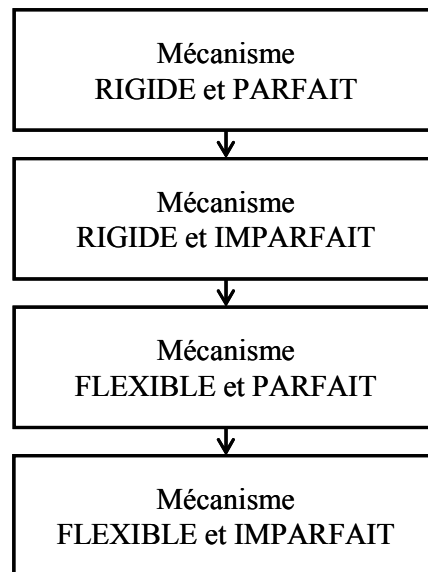 Mécanisme
RIGIDE et PARFAIT
Mécanisme
RIGIDE et IMPARFAIT
Mécanisme
FLEXIBLE et PARFAIT
Mécanisme
FLEXIBLE et IMPARFAIT